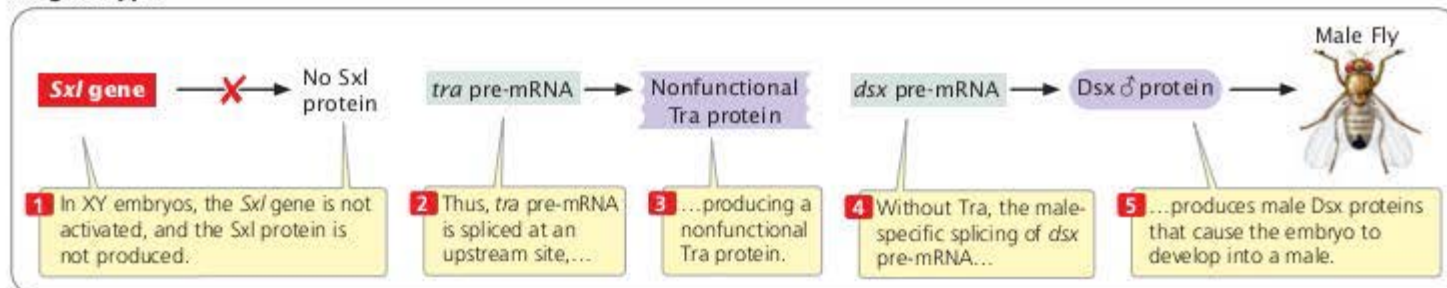 Male Fly
Sxl gene
No Sxl
protein
tra pre-mRNA
Nonfunctional
Tra protein
dsx pre-mRNA
Dsx ♂ protein
1 In XY embryos, the Sxl gene is not
activated, and the Sxl protein is
not produced.
2 Thus, tra pre-mRNA
is spliced at an
upstream site,…
3 …producing a
nonfunctional
Tra protein.
4 Without Tra, the male-
specific splicing of dsx
pre-mRNA…
5 …produces male Dsx proteins
that cause the embryo to
develop into a male.